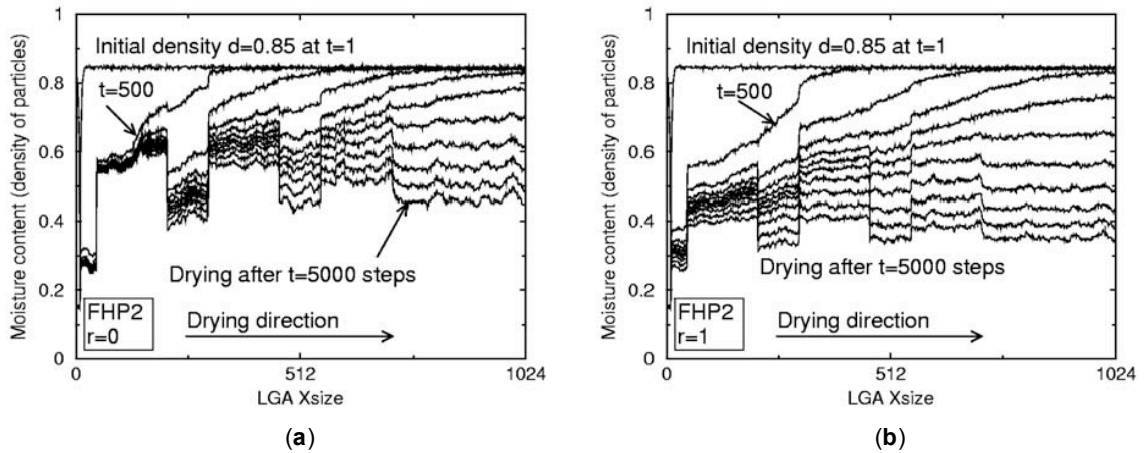 1
0.8
0.6
0.4
0.2
0
Moisture content (density of particles)
Initial density d=0.85 at t=1
t=500
Drying after t=5000 steps
FHP2
r=0
Drying direction
0
512
1024
LGA Xsize
(a)
1
0.8
0.6
0.4
0.2
0
Moisture content (density of particles)
Initial density d=0.85 at t=1
t=500
Drying after t=5000 steps
FHP2
r=1
Drying direction
0
512
1024
LGA Xsize
(b)